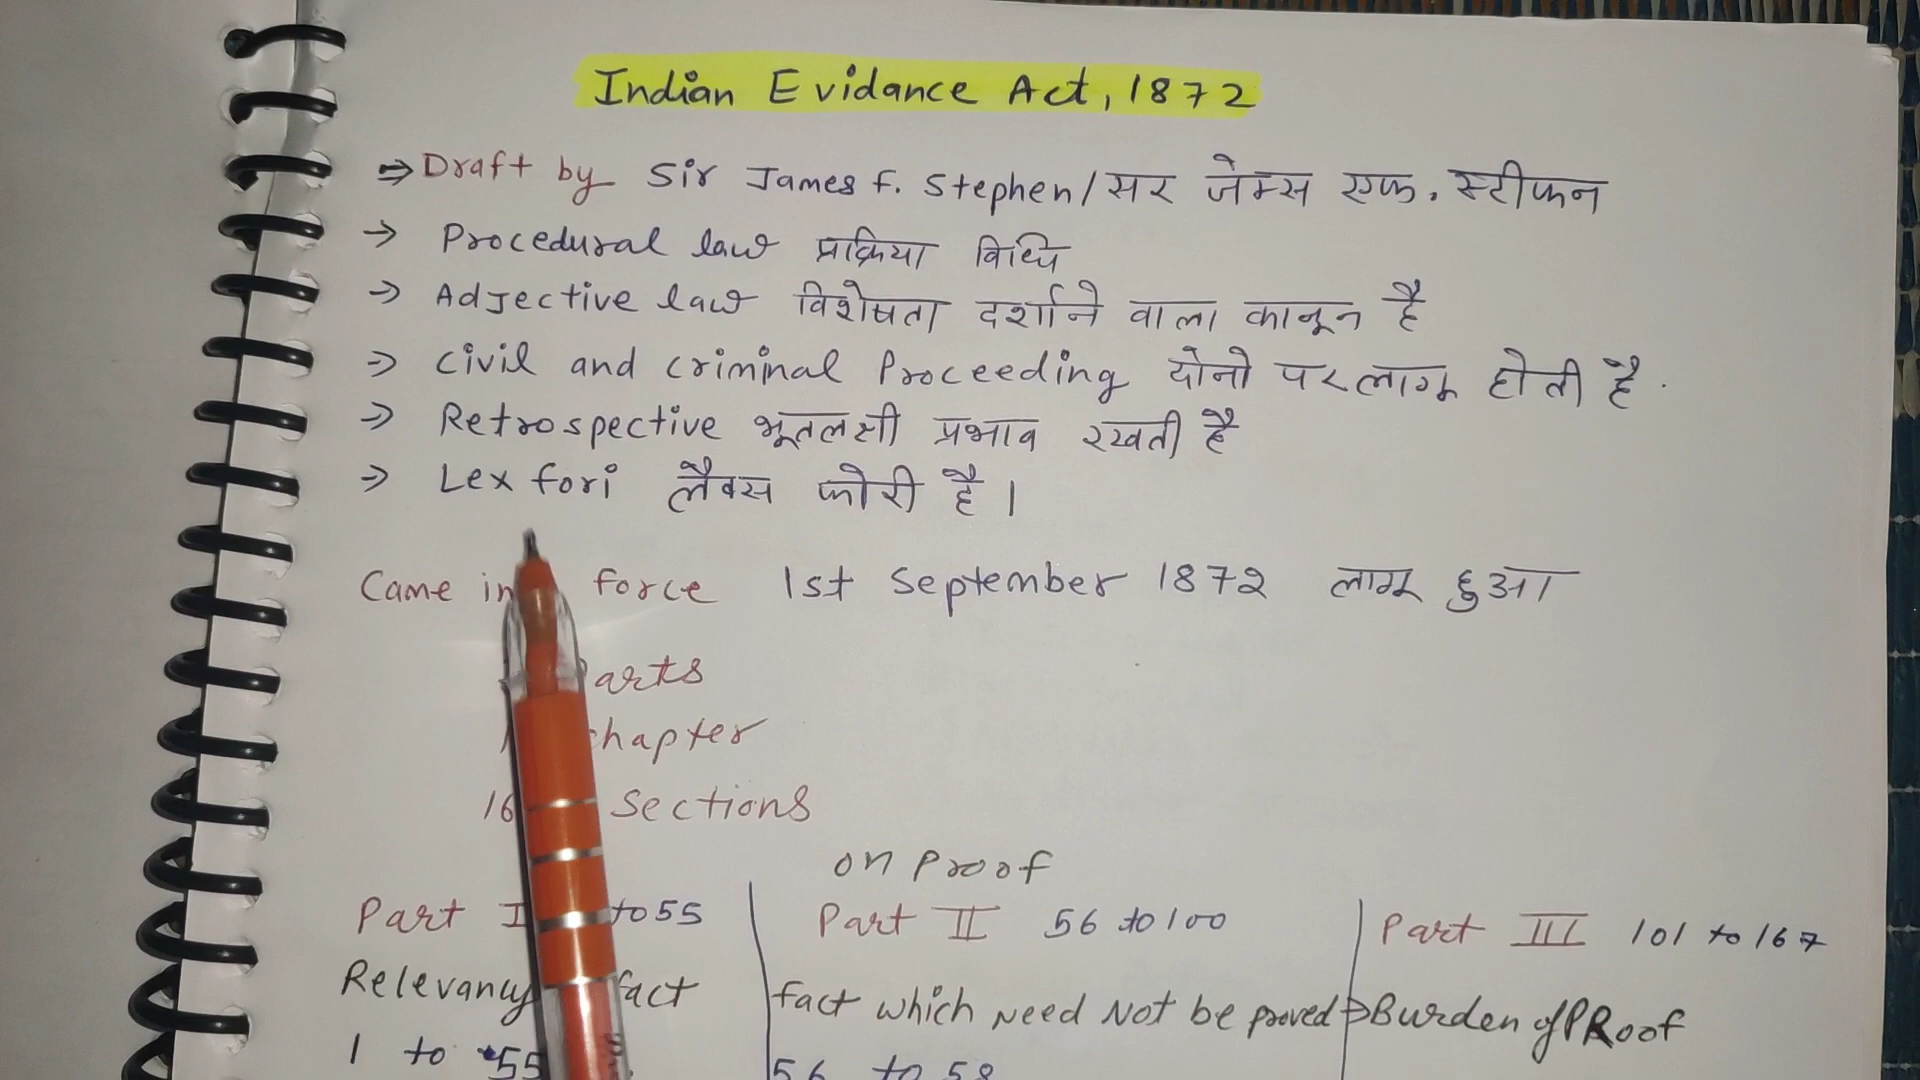 Indian Evidance Act, 1872
⇒ Draft by Sir James F. Stephen/सर जेम्स एफ. स्टीफन
→ Procedural law प्राक्रिया विधि
→ Adjective law विशेषता दर्शाने वाला कानून है
→ Civil and criminal Proceeding दोनो पर लागू होती है.
→ Retrospective भूतलक्षी प्रभाव रखती है
→ Lex fori लैक्स फोरी है।
Came in force 1st September 1872 लागू हुआ
arts
hapter
16 Sections
on Proof
Part I to 55 Part II 56 to 100 Part III 101 to 167
Relevancy fact fact which need Not be proved → Burden of PRoof
1 to 55 56 to 58